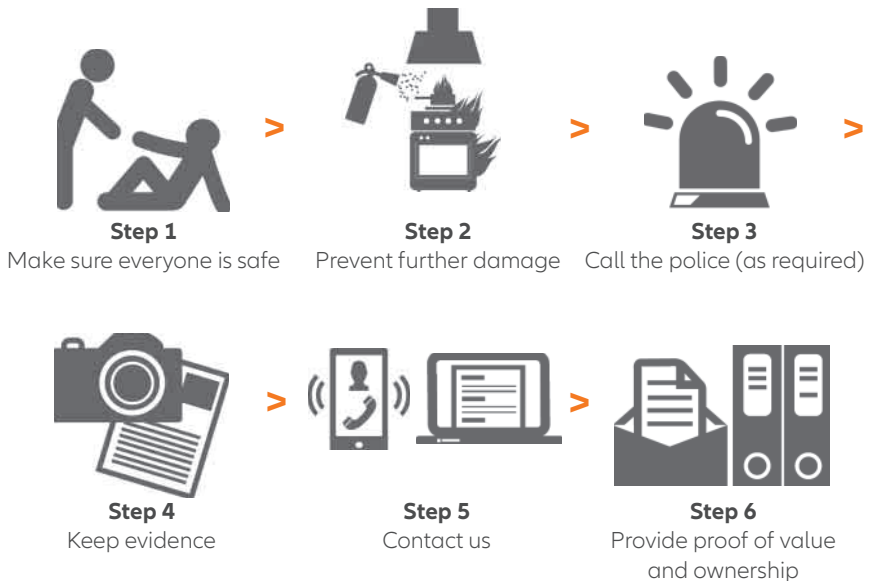 Step 1
Make sure everyone is safe
Step 2
Prevent further damage
Step 3
Call the police (as required)
Step 4
Keep evidence
Step 5
Contact us
Step 6
Provide proof of value
and ownership